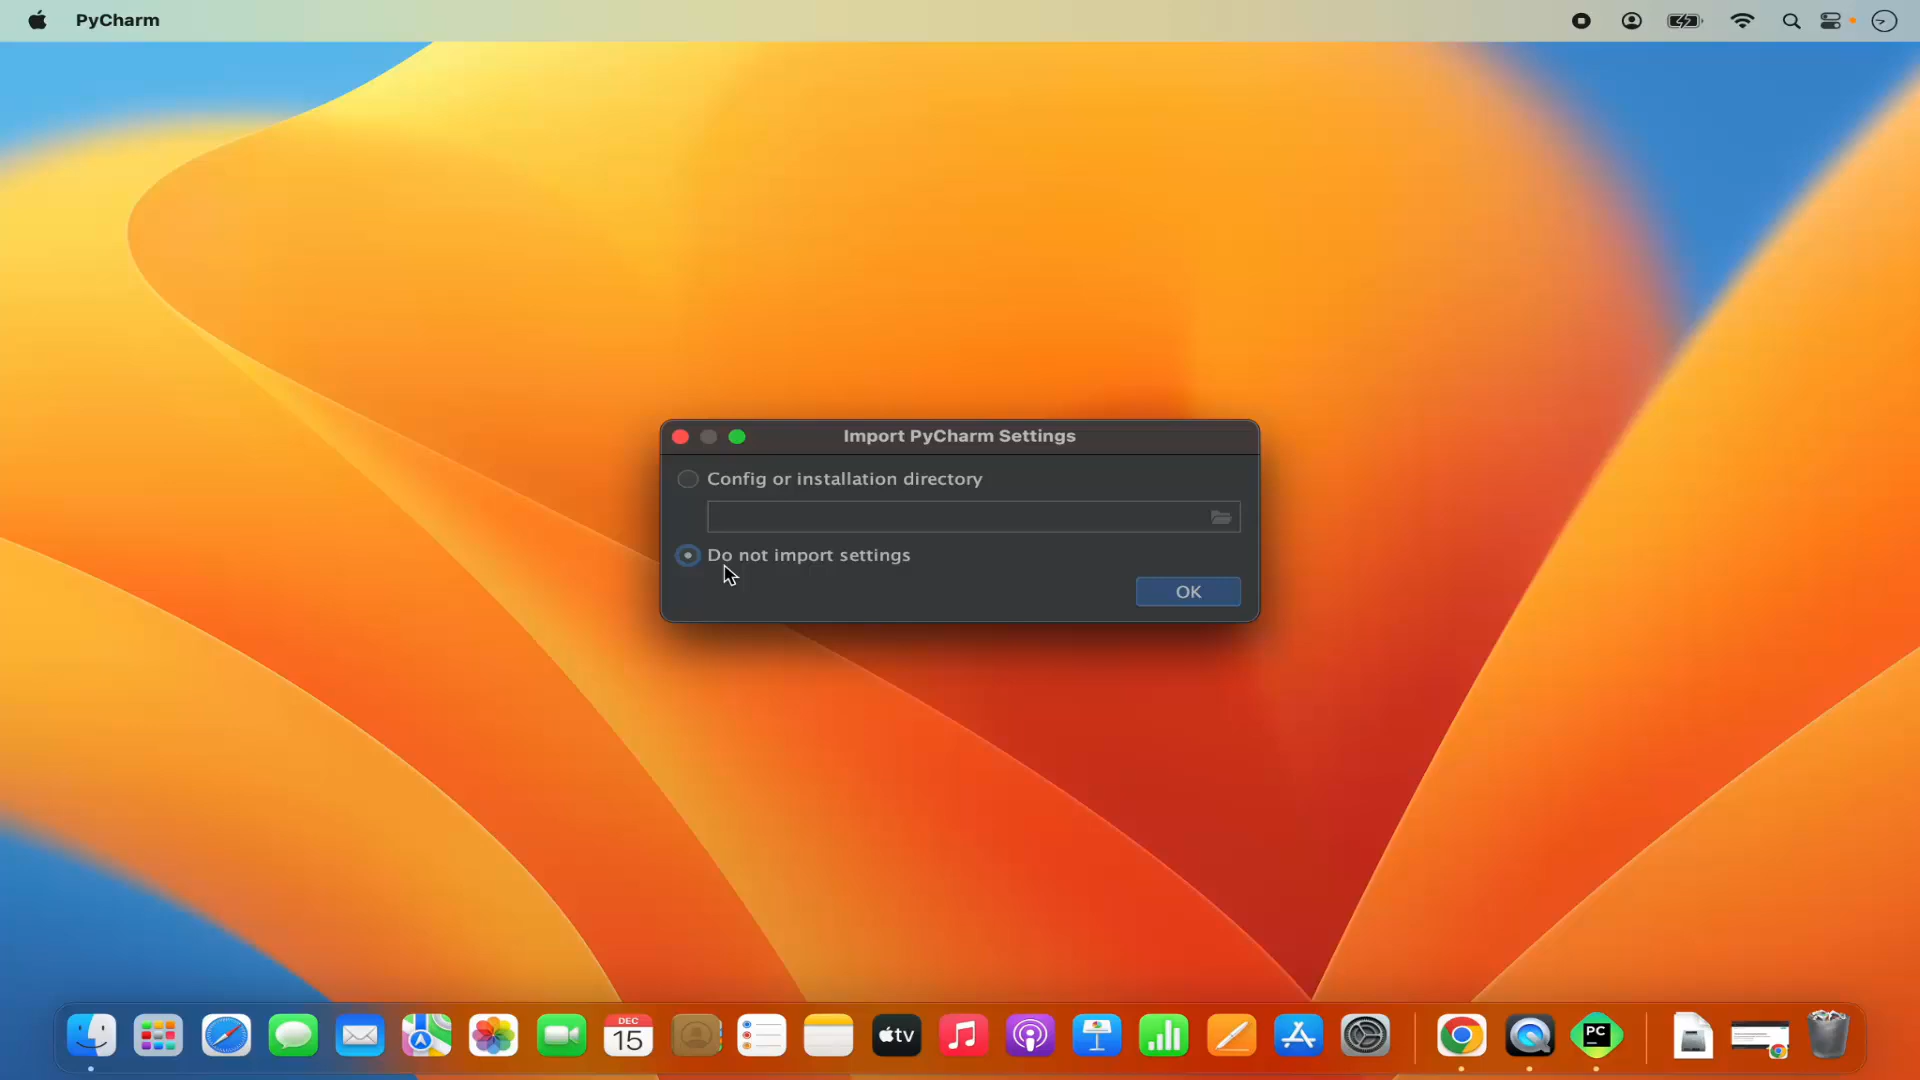 PyCharm
Import PyCharm Settings
Config or installation directory
Do not import settings
OK
DEC
15
tv
PC